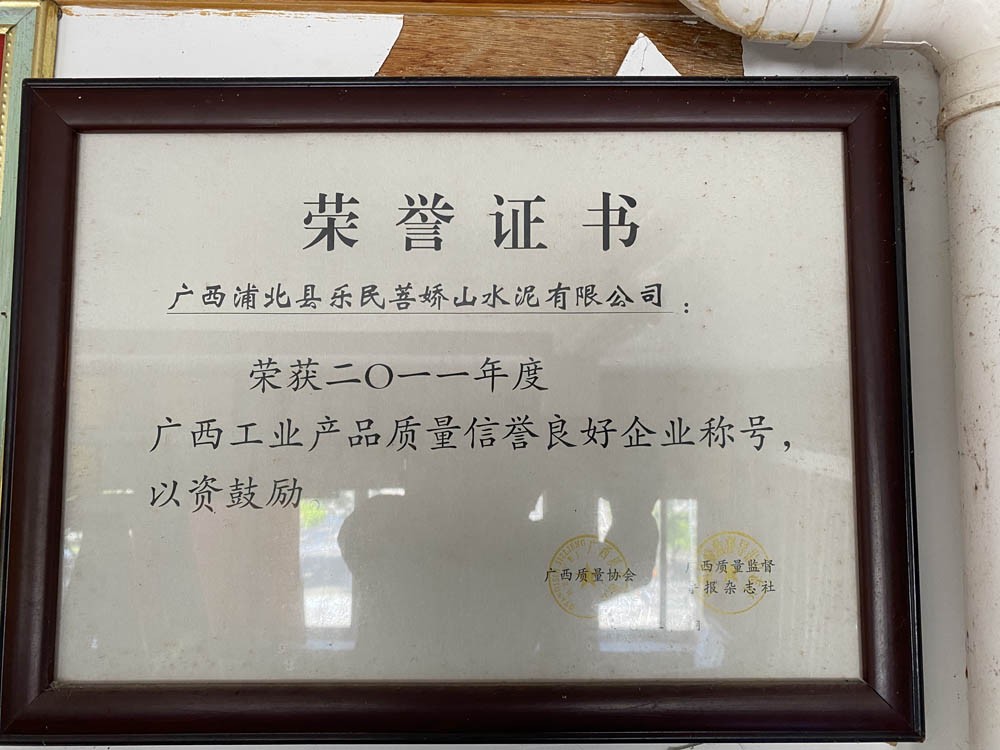 荣誉证书
广西浦北县乐民菩娇山水泥有限公司：
荣获二〇一一年度
广西工业产品质量信誉良好企业称号，
以资鼓励。
广西质量协会
广西质量监督
导报杂志社
月